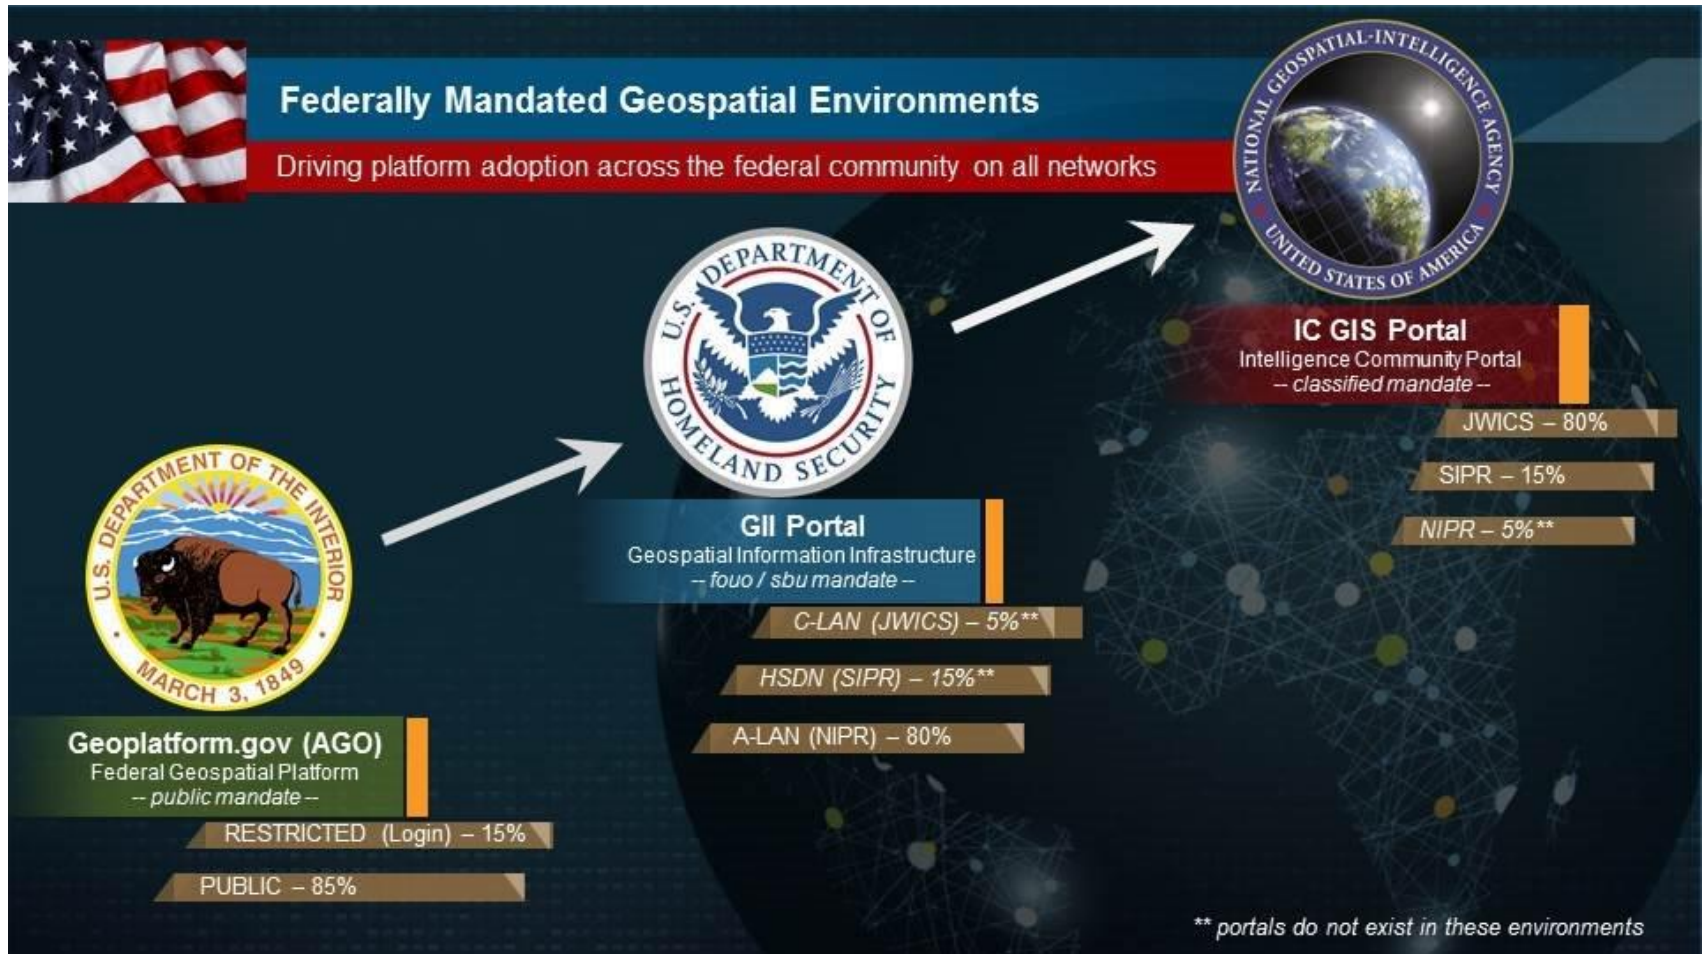 Federally Mandated Geospatial Environments
Driving platform adoption across the federal community on all networks
NATIONAL GEOSPATIAL-INTELLIGENCE AGENCY
UNITED STATES OF AMERICA
IC GIS Portal
Intelligence Community Portal
-- classified mandate --
JWICS – 80%
SIPR – 15%
NIPR – 5%**
U.S. DEPARTMENT OF
HOMELAND SECURITY
GII Portal
Geospatial Information Infrastructure
-- fouo / sbu mandate --
C-LAN (JWICS) – 5%**
HSDN (SIPR) – 15%**
A-LAN (NIPR) – 80%
U.S. DEPARTMENT OF THE INTERIOR
MARCH 3, 1849
Geoplatform.gov (AGO)
Federal Geospatial Platform
-- public mandate --
RESTRICTED (Login) – 15%
PUBLIC – 85%
** portals do not exist in these environments